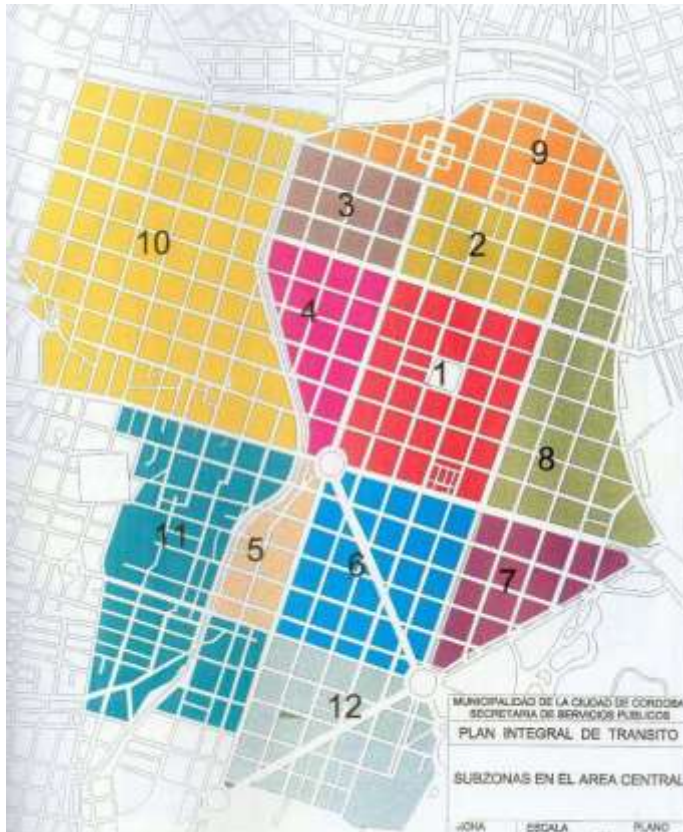 9
3
10
2
4
1
8
11
5
6
7
12
MUNICIPALIDAD DE LA CIUDAD DE CORDOBA
SECRETARIA DE SERVICIOS PUBLICOS
PLAN INTEGRAL DE TRANSITO
SUBZONAS EN EL AREA CENTRAL
ESCALA PLANO